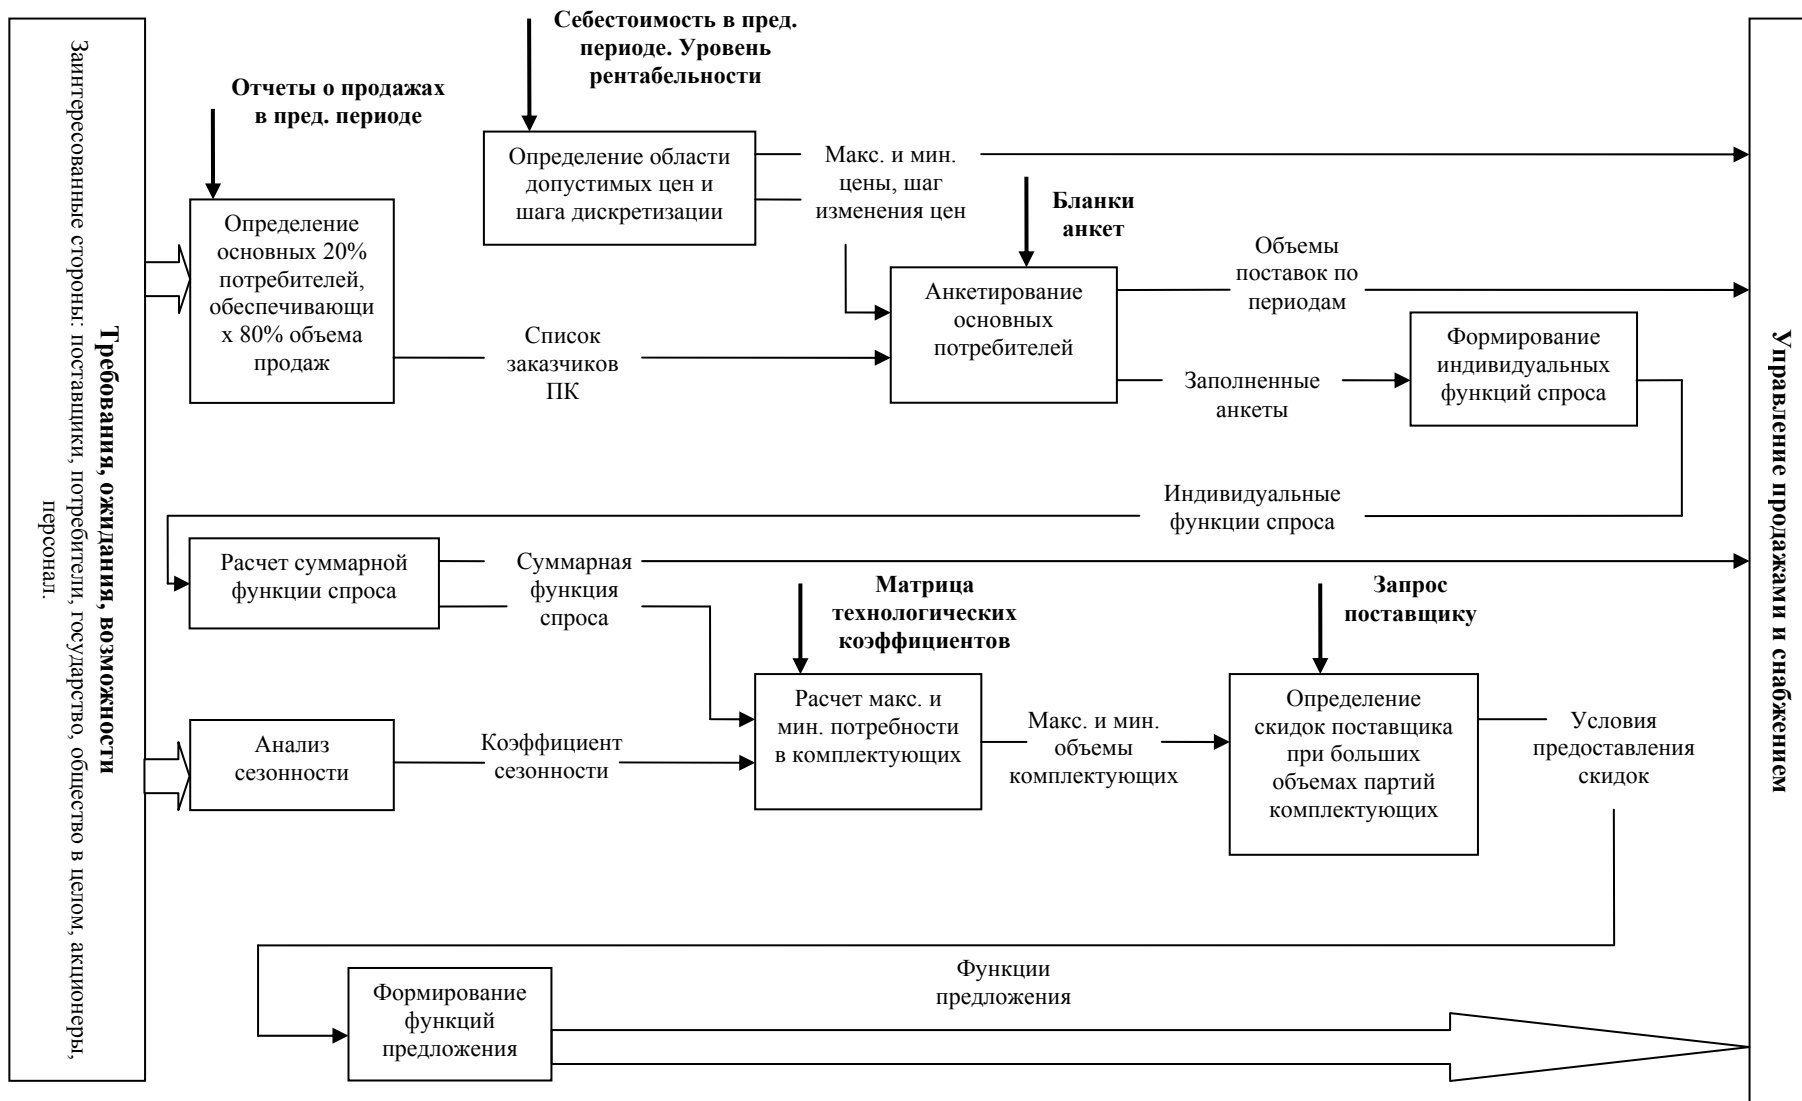 Требования, ожидания, возможности
Заинтересованные стороны: поставщики, потребители, государство, общество в целом, акционеры,
персонал.
Отчеты о продажах
в пред. периоде
Себестоимость в пред.
периоде. Уровень
рентабельности
Определение
основных 20%
потребителей,
обеспечивающи
х 80% объема
продаж
Определение области
допустимых цен и
шага дискретизации
Макс. и мин.
цены, шаг
изменения цен
Бланки
анкет
Список
заказчиков
ПК
Анкетирование
основных
потребителей
Объемы
поставок по
периодам
Заполненные
анкеты
Формирование
индивидуальных
функций спроса
Индивидуальные
функции спроса
Расчет суммарной
функции спроса
Суммарная
функция
спроса
Матрица
технологических
коэффициентов
Запрос
поставщику
Анализ
сезонности
Коэффициент
сезонности
Расчет макс. и
мин. потребности
в комплектующих
Макс. и мин.
объемы
комплектующих
Определение
скидок поставщика
при больших
объемах партий
комплектующих
Условия
предоставления
скидок
Формирование
функций
предложения
Функции
предложения
Управление продажами и снабжением